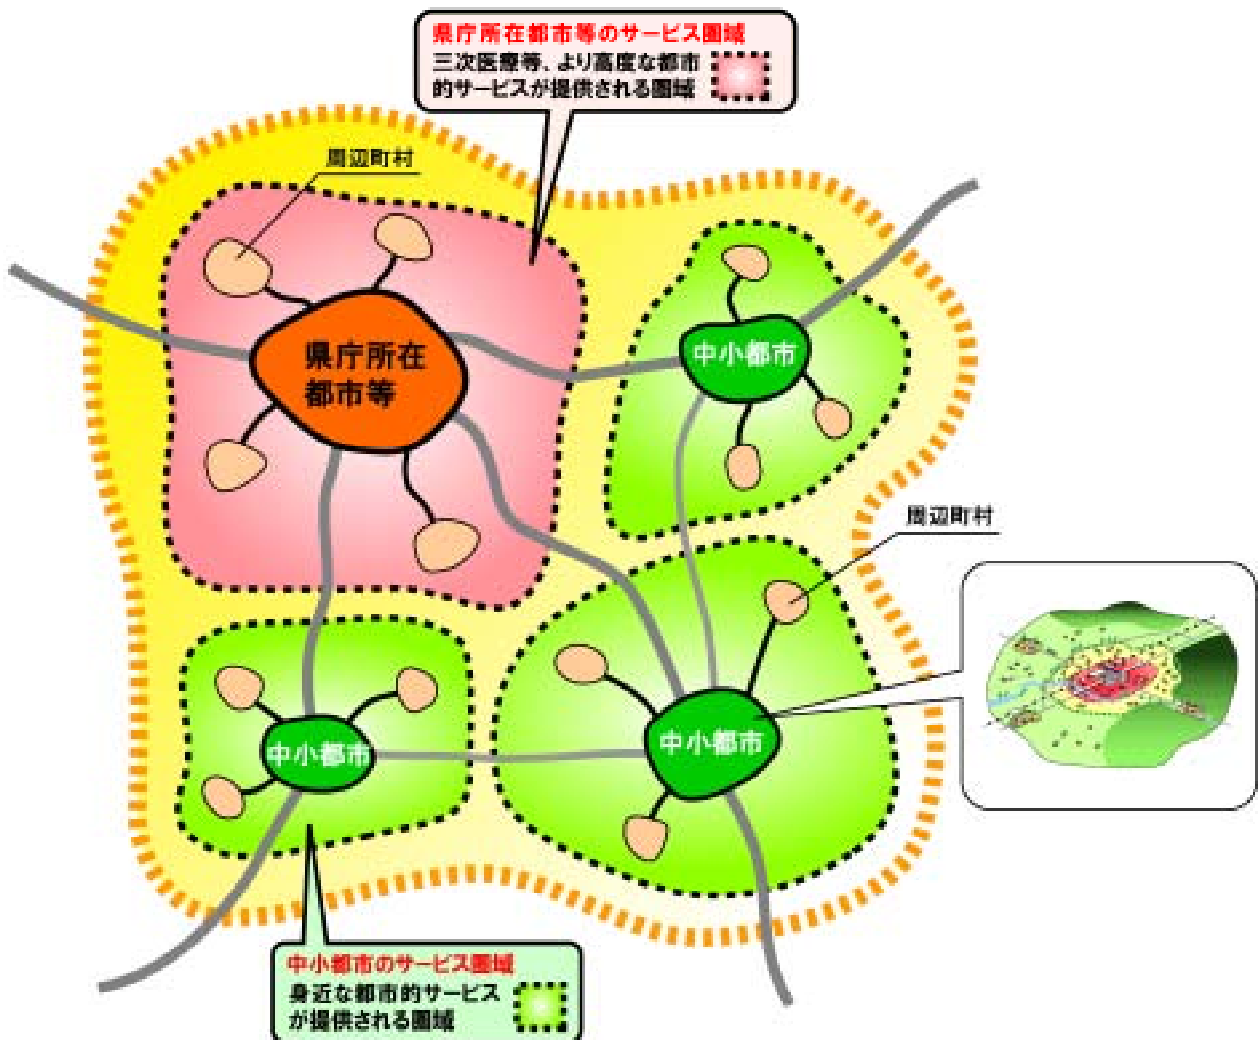 県庁所在都市等のサービス圏域
三次医療等、より高度な都市
的サービスが提供される圏域
周辺町村
県庁所在
都市等
中小都市
周辺町村
中小都市
中小都市
中小都市のサービス圏域
身近な都市的サービス
が提供される圏域